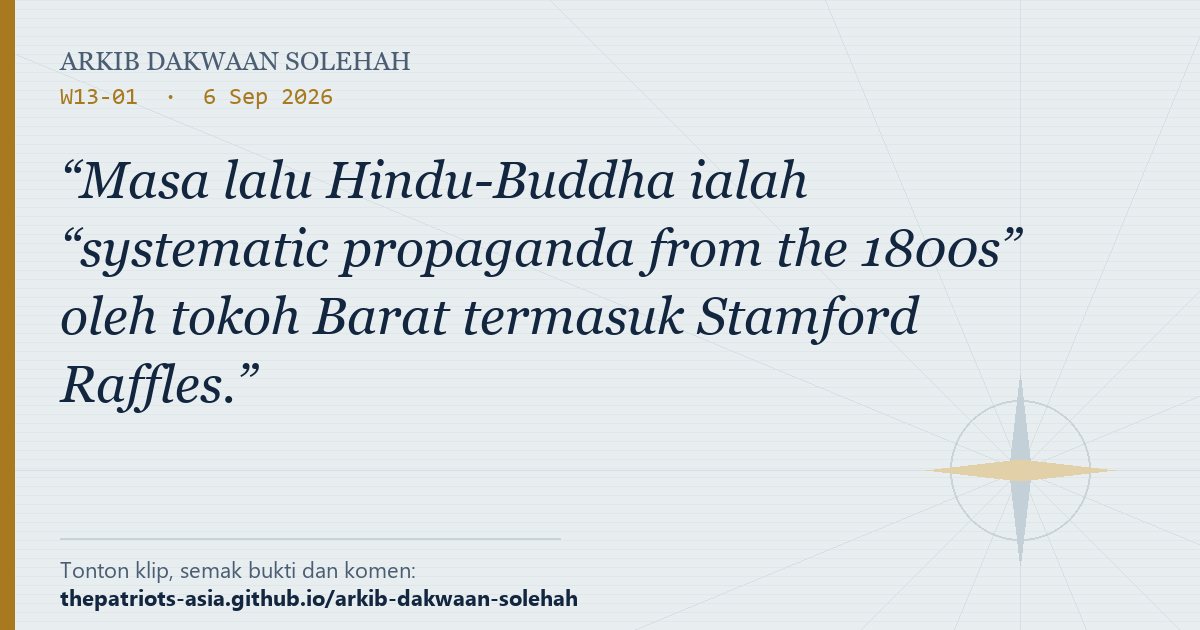 ARKIB DAKWAAN SOLEHAH
W13-01 · 6 Sep 2026
“Masa lalu Hindu-Buddha ialah
“systematic propaganda from the 1800s”
oleh tokoh Barat termasuk Stamford
Raffles.”
Tonton klip, semak bukti dan komen:
thepatriots-asia.github.io/arkib-dakwaan-solehah